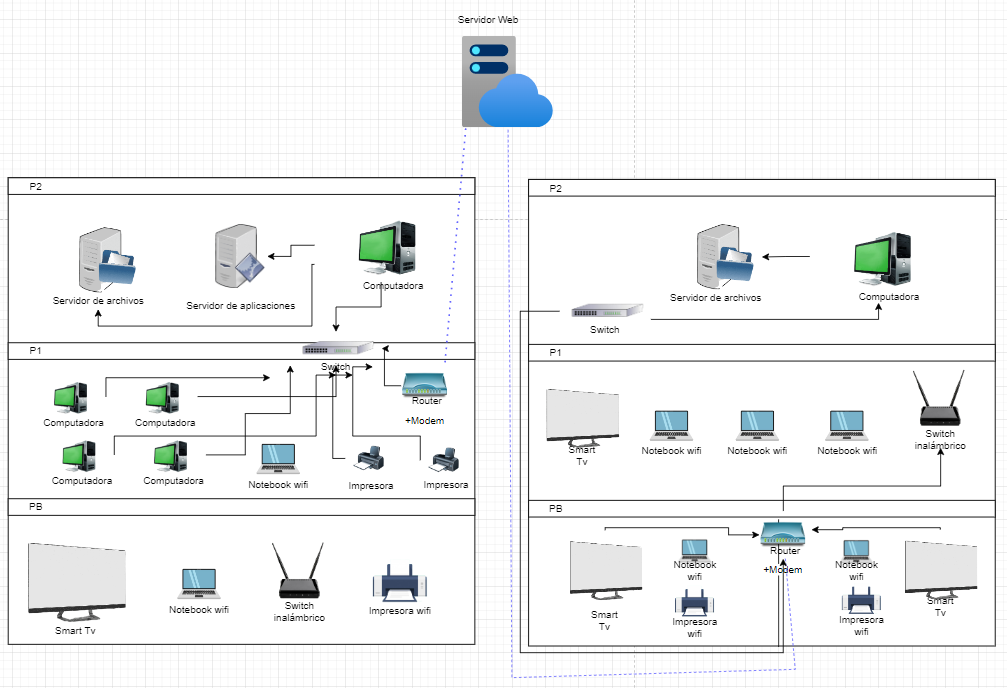 Servidor Web
P2
Servidor de archivos
Servidor de aplicaciones
Computadora
P1
Switch
Router
+Modem
Computadora
Computadora
Computadora
Computadora
Notebook wifi
Impresora
Impresora
PB
Smart Tv
Notebook wifi
Switch
inalámbrico
Impresora wifi
P2
Servidor de archivos
Computadora
Switch
P1
Smart
Tv
Notebook wifi
Notebook wifi
Notebook wifi
Switch
inalámbrico
PB
Router
+Modem
Smart
Tv
Notebook
wifi
Impresora
wifi
Notebook
wifi
Impresora
wifi
Smart
Tv